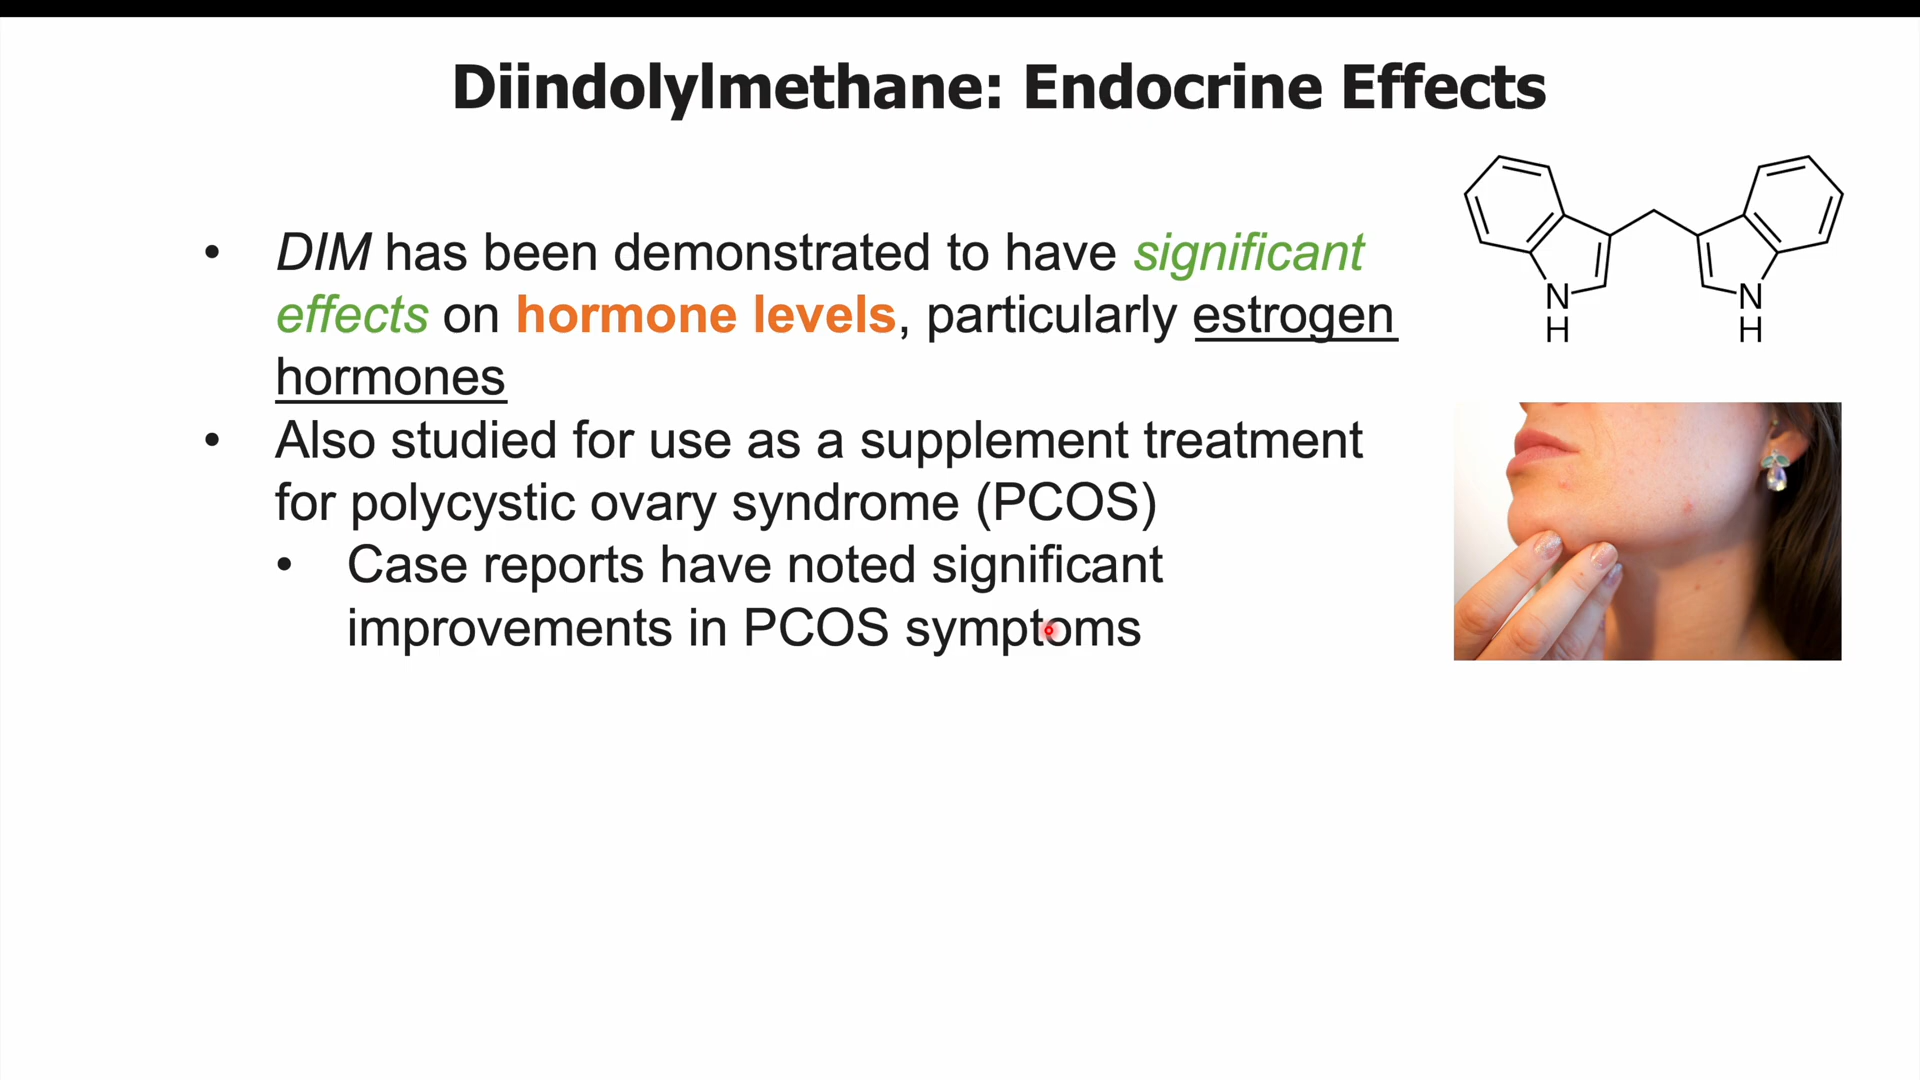 Diindolylmethane: Endocrine Effects
• DIM has been demonstrated to have significant
effects on hormone levels, particularly estrogen
hormones
• Also studied for use as a supplement treatment
for polycystic ovary syndrome (PCOS)
• Case reports have noted significant
improvements in PCOS symptoms
N N
H H